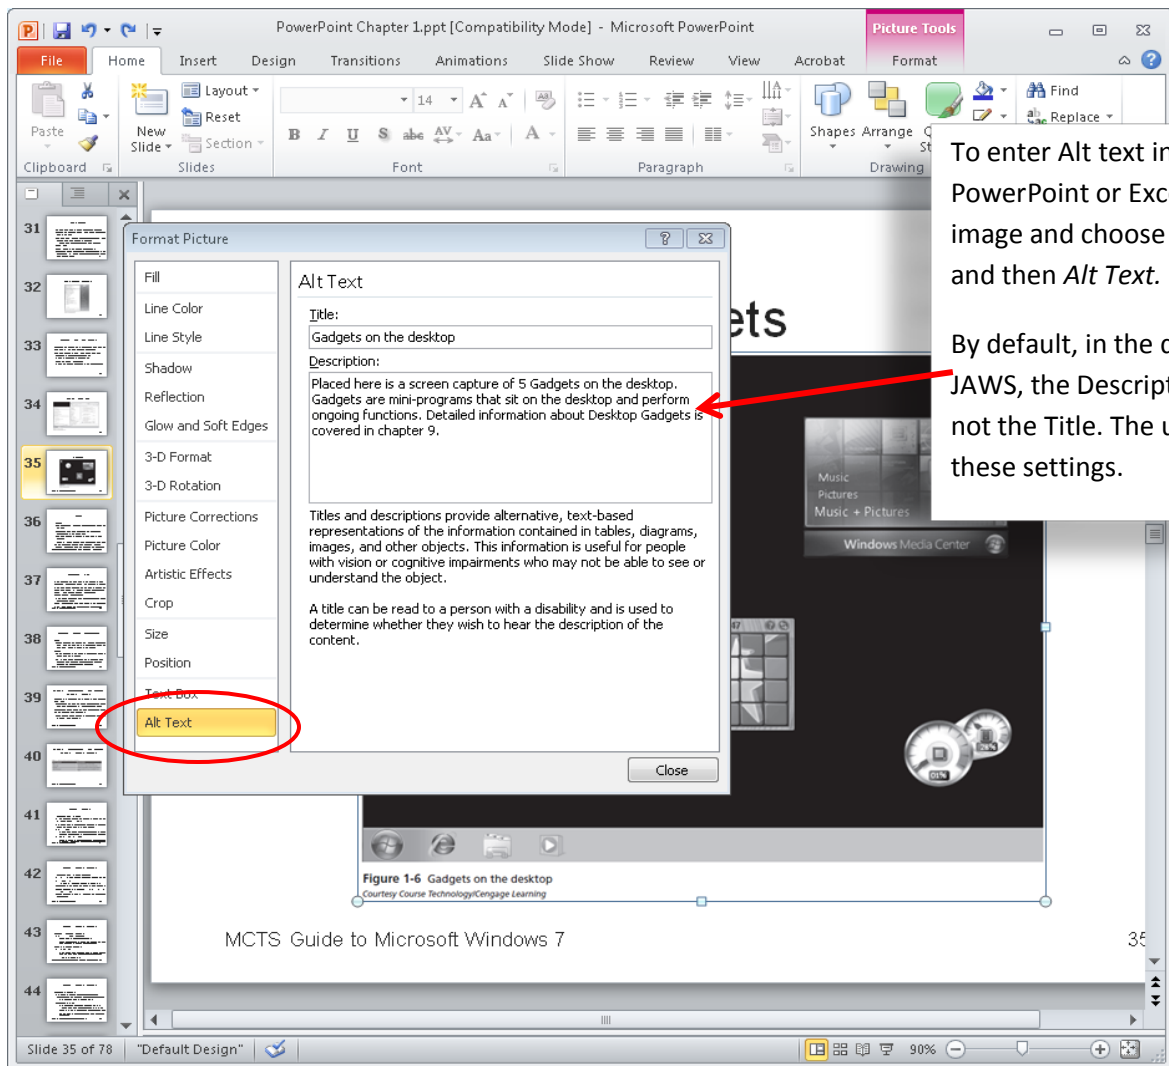 PowerPoint Chapter 1.ppt [Compatibility Mode] - Microsoft PowerPoint
Picture Tools
File Home Insert Design Transitions Animations Slide Show Review View Acrobat Format
Paste
Clipboard
New Slide
Layout
Reset
Section
Slides
14
B I U S abc AV Aa A
Font
Paragraph
Shapes Arrange
Drawing
Find
Replace
31
32
33
34
35
36
37
38
39
40
41
42
43
44
Format Picture
Fill
Line Color
Line Style
Shadow
Reflection
Glow and Soft Edges
3-D Format
3-D Rotation
Picture Corrections
Picture Color
Artistic Effects
Crop
Size
Position
Text Box
Alt Text
Alt Text
Title:
Gadgets on the desktop
Description:
Placed here is a screen capture of 5 Gadgets on the desktop.
Gadgets are mini-programs that sit on the desktop and perform
ongoing functions. Detailed information about Desktop Gadgets is
covered in chapter 9.
Titles and descriptions provide alternative, text-based
representations of the information contained in tables, diagrams,
images, and other objects. This information is useful for people
with vision or cognitive impairments who may not be able to see or
understand the object.
A title can be read to a person with a disability and is used to
determine whether they wish to hear the description of the
content.
Close
ets
To enter Alt text in
PowerPoint or Exce
image and choose
and then Alt Text.
By default, in the
JAWS, the Descript
not the Title. The u
these settings.
Music
Pictures
Music + Pictures
Windows Media Center
47
01%
Figure 1-6 Gadgets on the desktop
Courtesy Course Technology/Cengage Learning
MCTS Guide to Microsoft Windows 7
35
Slide 35 of 78 "Default Design" 90%